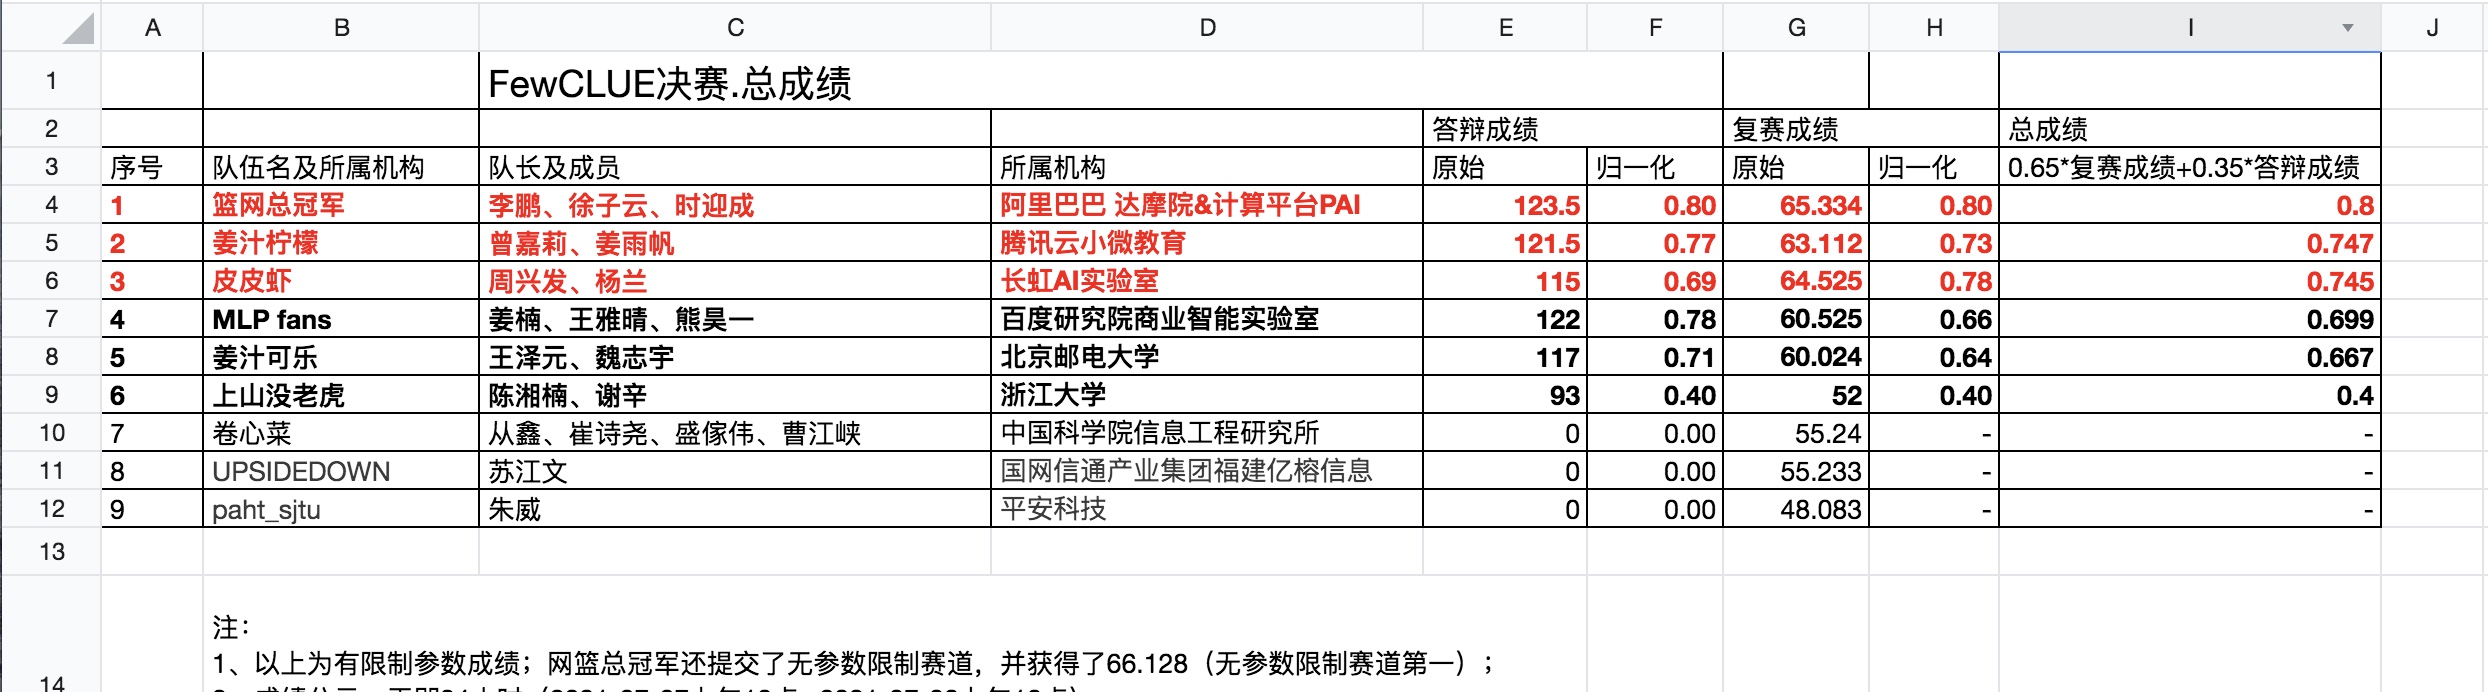 A B C D E F G H I J
1 FewCLUE决赛.总成绩
2 答辩成绩 复赛成绩 总成绩
3 序号 队伍名及所属机构 队长及成员 所属机构 原始 归一化 原始 归一化 0.65*复赛成绩+0.35*答辩成绩
4 1 篮网总冠军 李鹏、徐子云、时迎成 阿里巴巴 达摩院&计算平台PAI 123.5 0.80 65.334 0.80 0.8
5 2 姜汁柠檬 曾嘉莉、姜雨帆 腾讯云小微教育 121.5 0.77 63.112 0.73 0.747
6 3 皮皮虾 周兴发、杨兰 长虹AI实验室 115 0.69 64.525 0.78 0.745
7 4 MLP fans 姜楠、王雅晴、熊昊一 百度研究院商业智能实验室 122 0.78 60.525 0.66 0.699
8 5 姜汁可乐 王泽元、魏志宇 北京邮电大学 117 0.71 60.024 0.64 0.667
9 6 上山没老虎 陈湘楠、谢辛 浙江大学 93 0.40 52 0.40 0.4
10 7 卷心菜 从鑫、崔诗尧、盛傢伟、曹江峡 中国科学院信息工程研究所 0 0.00 55.24 - -
11 8 UPSIDEDOWN 苏江文 国网信通产业集团福建亿榕信息 0 0.00 55.233 - -
12 9 paht_sjtu 朱威 平安科技 0 0.00 48.083 - -
13
注：
1、以上为有限制参数成绩；网篮总冠军还提交了无参数限制赛道，并获得了66.128（无参数限制赛道第一）；
14